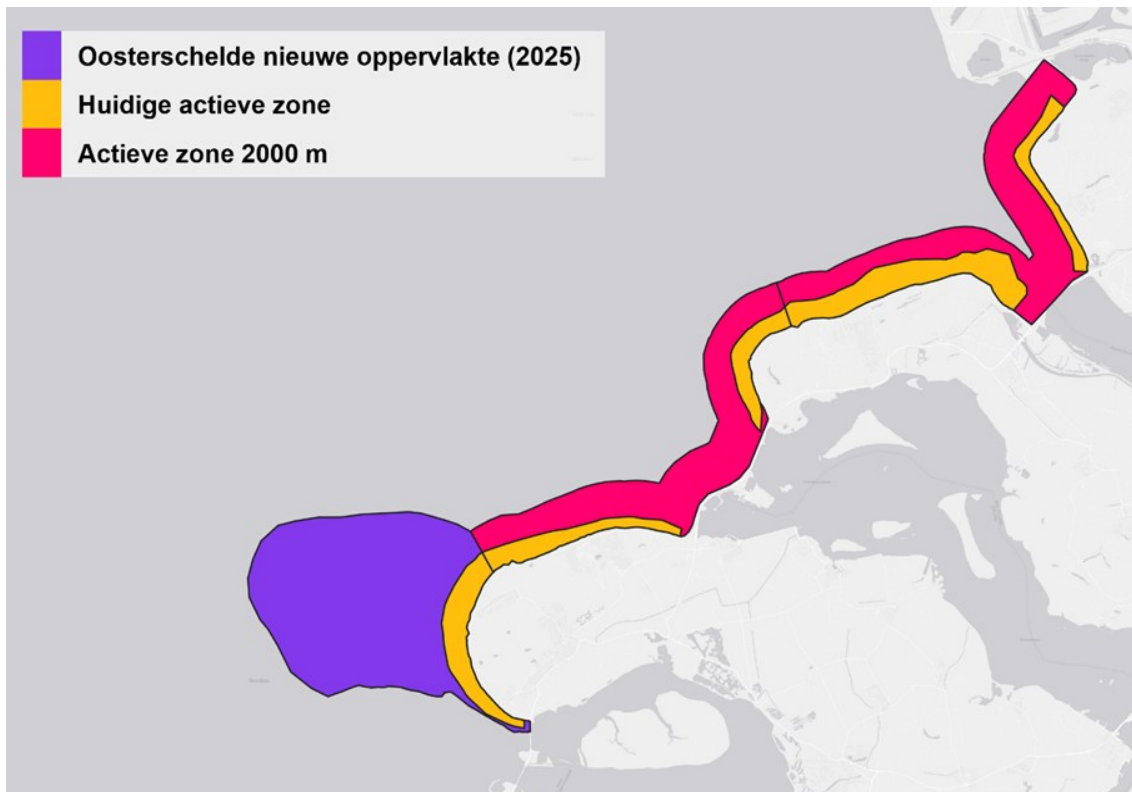 Oosterschelde nieuwe oppervlakte (2025)
Huidige actieve zone
Actieve zone 2000 m